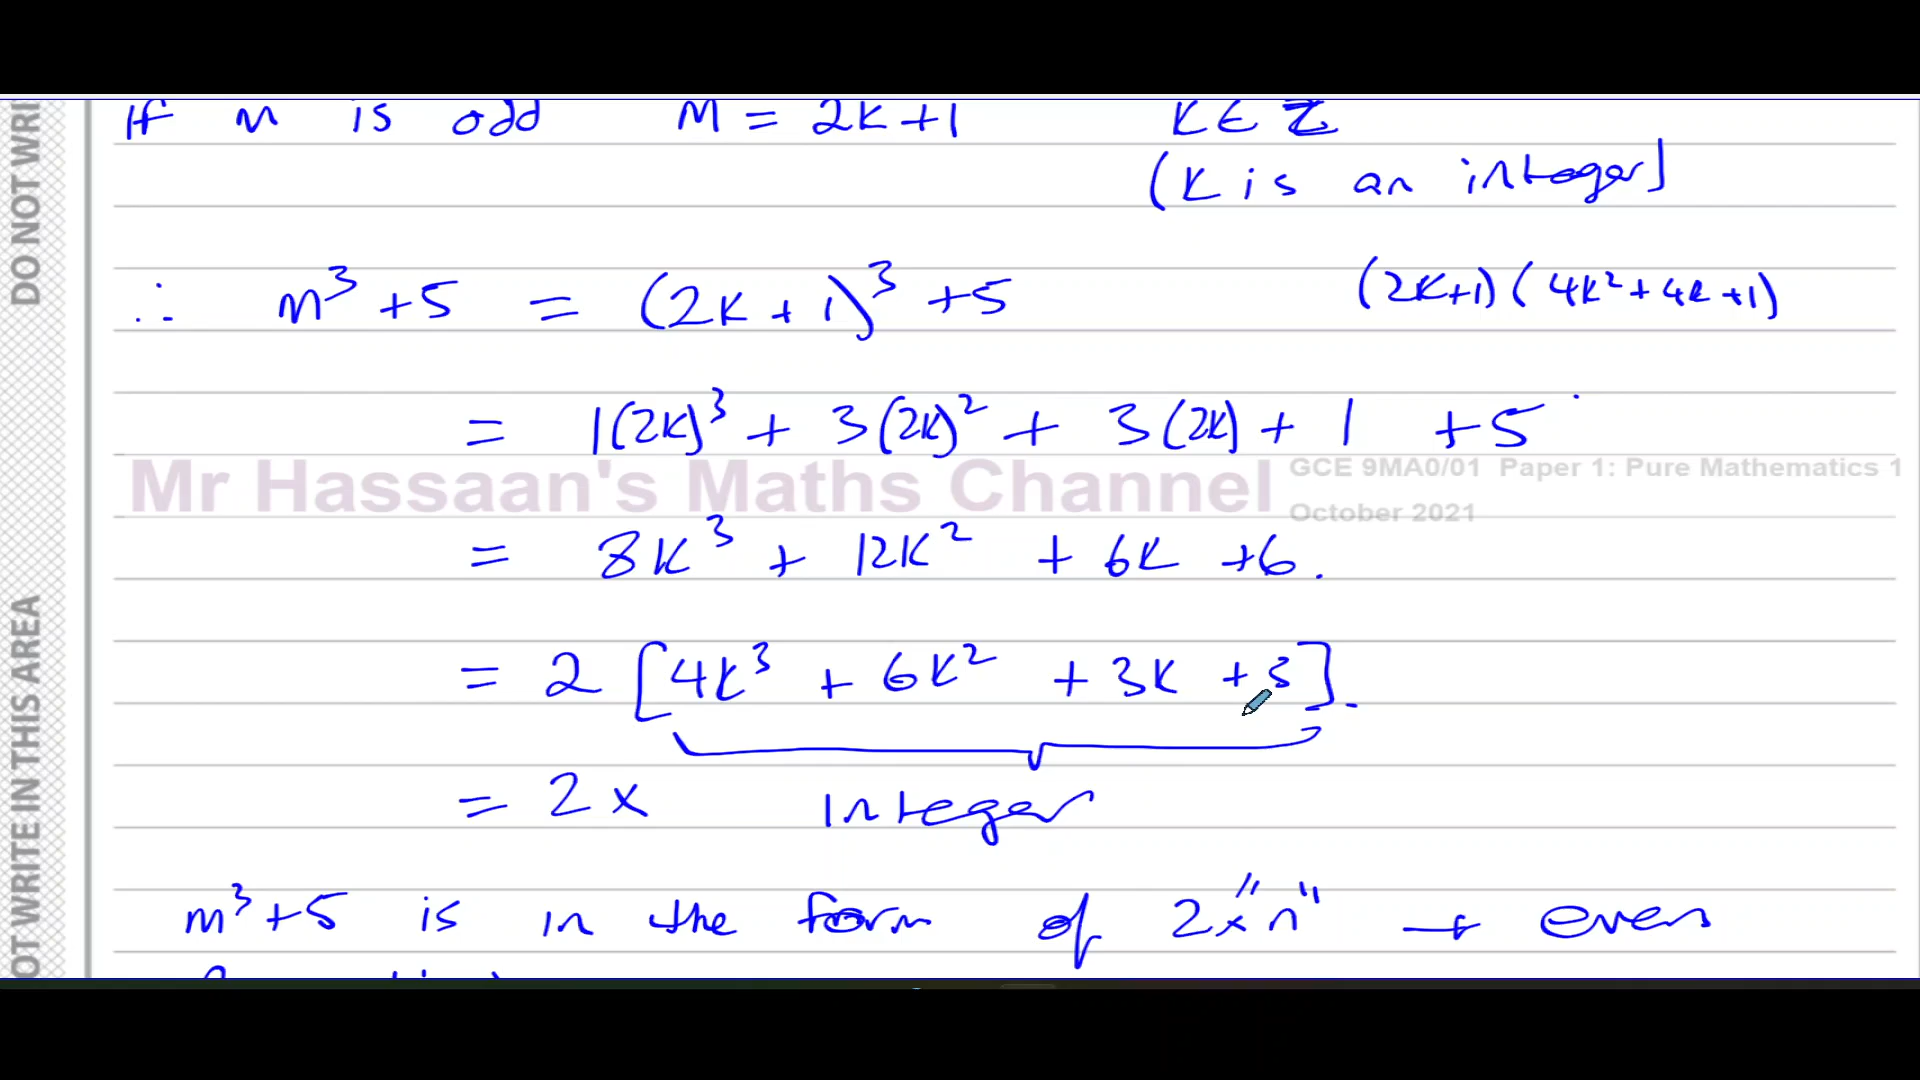 If n is odd M = 2k+1 K ∈ Z
(K is an integer)
∴ n³ + 5 = (2k + 1)³ + 5 (2k+1)(4k² + 4k + 1)
= 1(2k)³ + 3(2k)² + 3(2k) + 1 + 5
Mr Hassaan's Maths Channel
GCE 9MA0/01 Paper 1: Pure Mathematics 1
October 2021
= 8k³ + 12k² + 6k + 6.
= 2 [4k³ + 6k² + 3k + 3].
= 2 x Integer
m³ + 5 is in the form of 2 x "n" → even
DO NOT WRI
OT WRITE IN THIS AREA